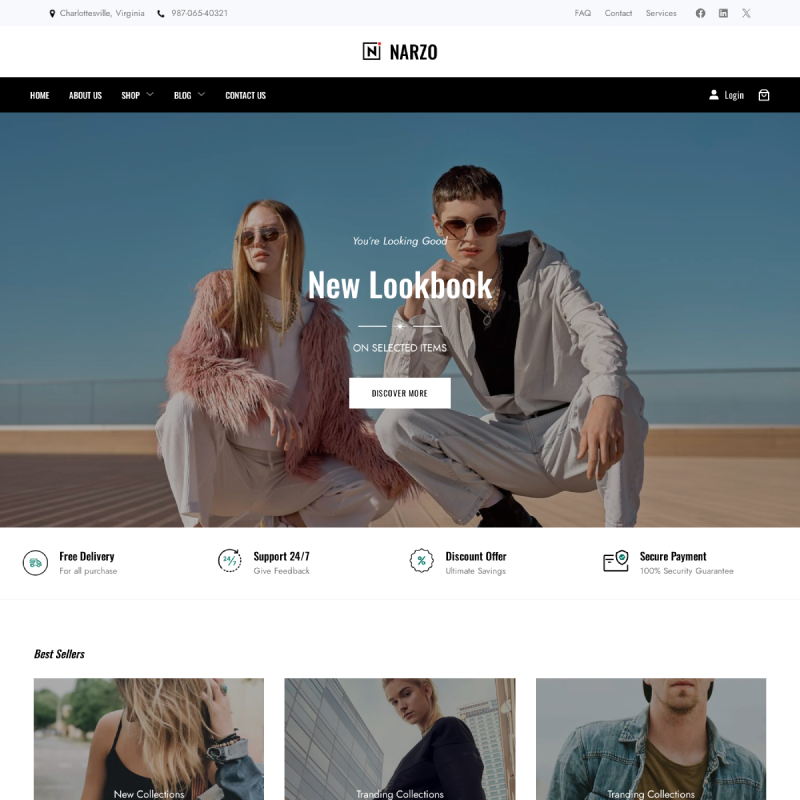 Charlottesville, Virginia 987-065-40321 FAQ Contact Services
N NARZO
HOME ABOUT US SHOP BLOG CONTACT US Login
You're Looking Good
New Lookbook
ON SELECTED ITEMS
DISCOVER MORE
Free Delivery
For all purchase
24/7
Support 24/7
Give Feedback
%
Discount Offer
Ultimate Savings
Secure Payment
100% Security Guarantee
Best Sellers
New Collections
Tranding Collections
Tranding Collections